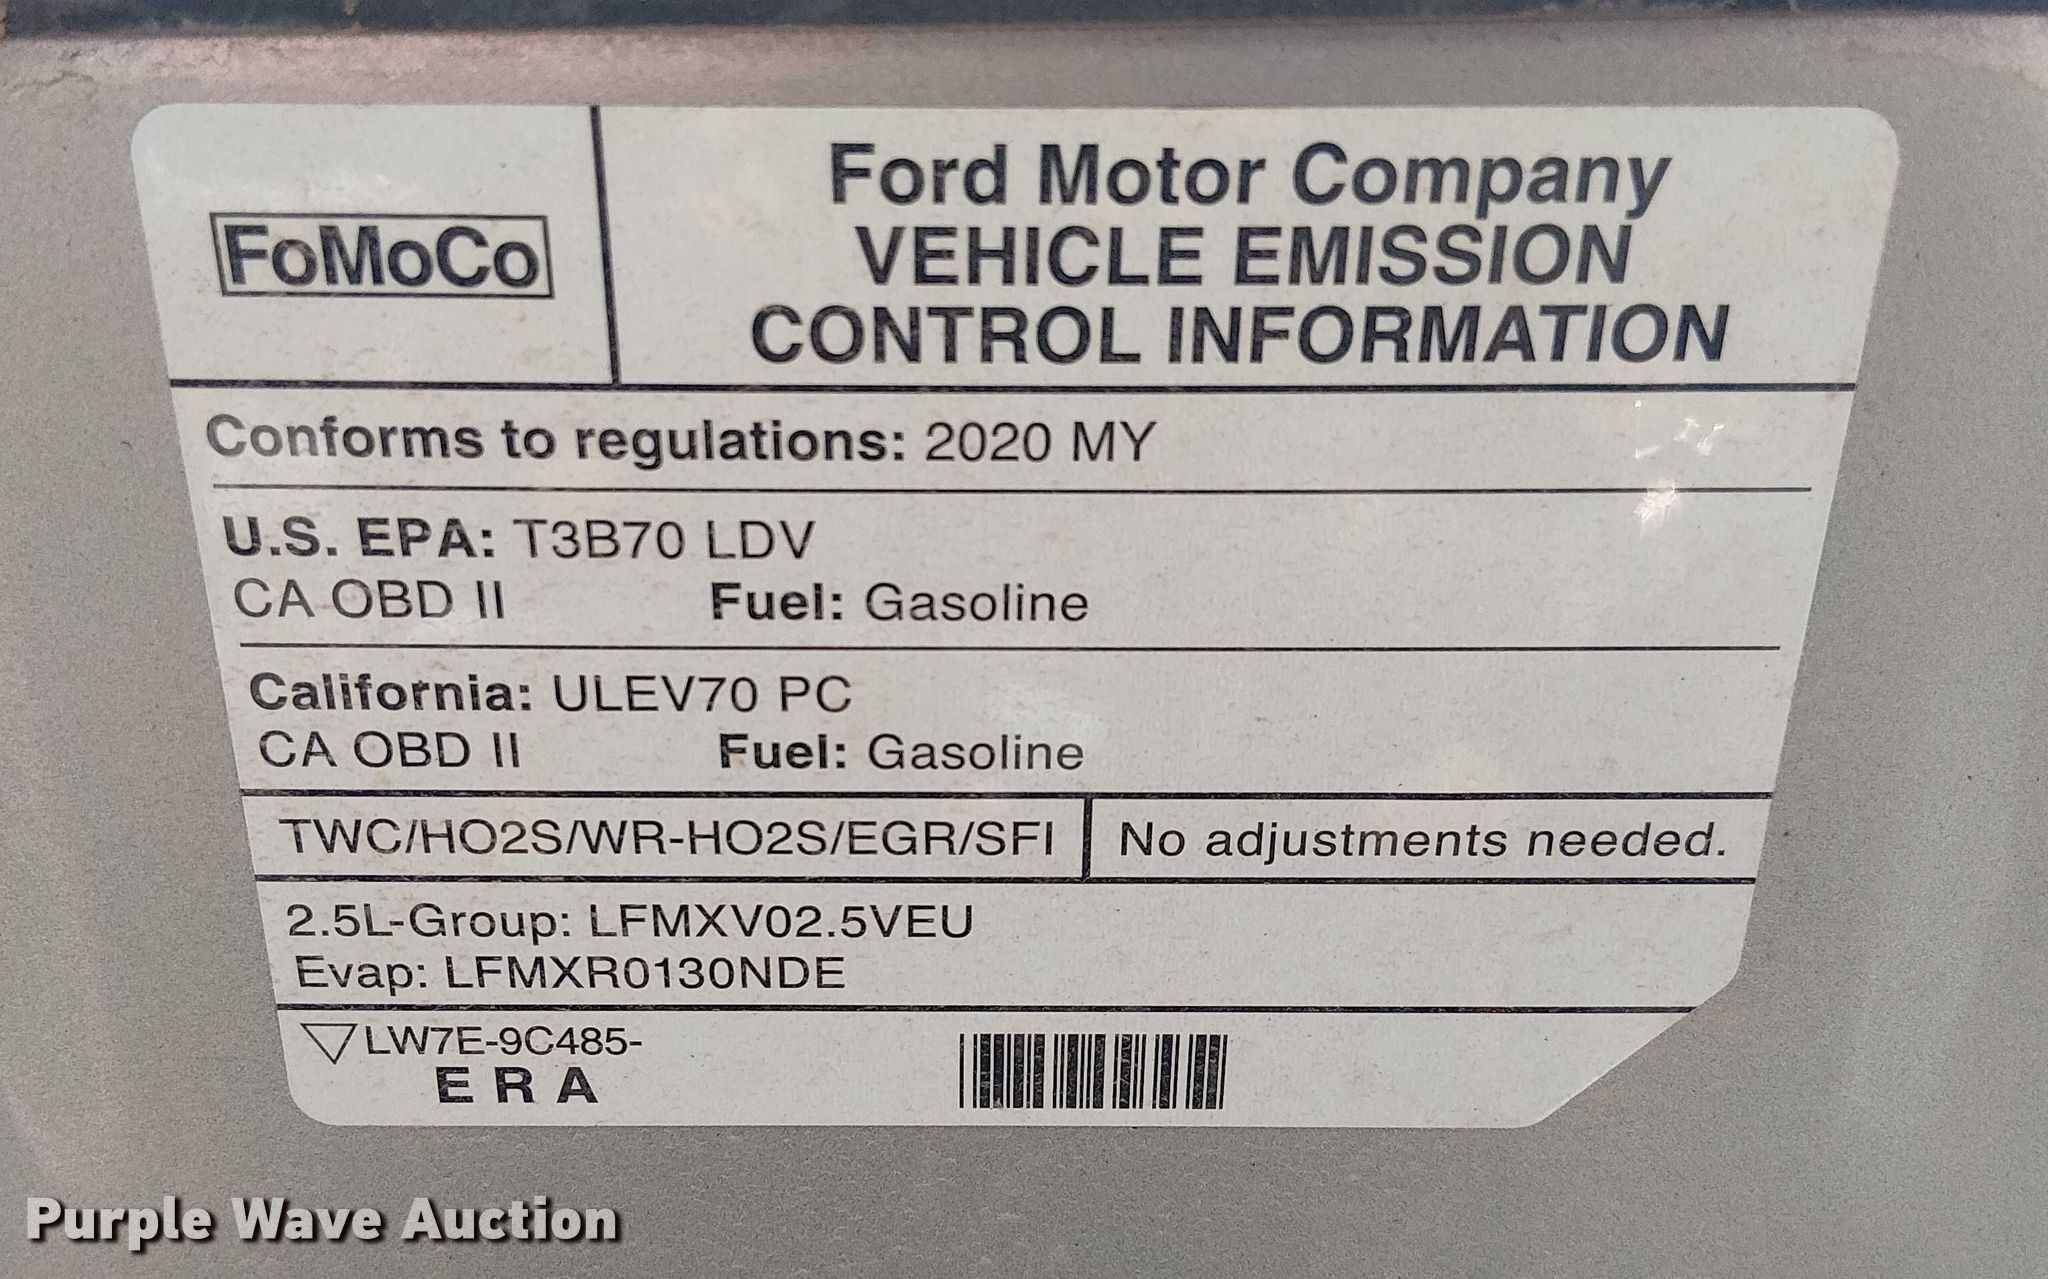 FoMoCo
Ford Motor Company
VEHICLE EMISSION
CONTROL INFORMATION
Conforms to regulations: 2020 MY
U.S. EPA: T3B70 LDV
CA OBD II Fuel: Gasoline
California: ULEV70 PC
CA OBD II Fuel: Gasoline
TWC/HO2S/WR-HO2S/EGR/SFI No adjustments needed.
2.5L-Group: LFMXV02.5VEU
Evap: LFMXR0130NDE
LW7E-9C485-
E R A
Purple Wave Auction